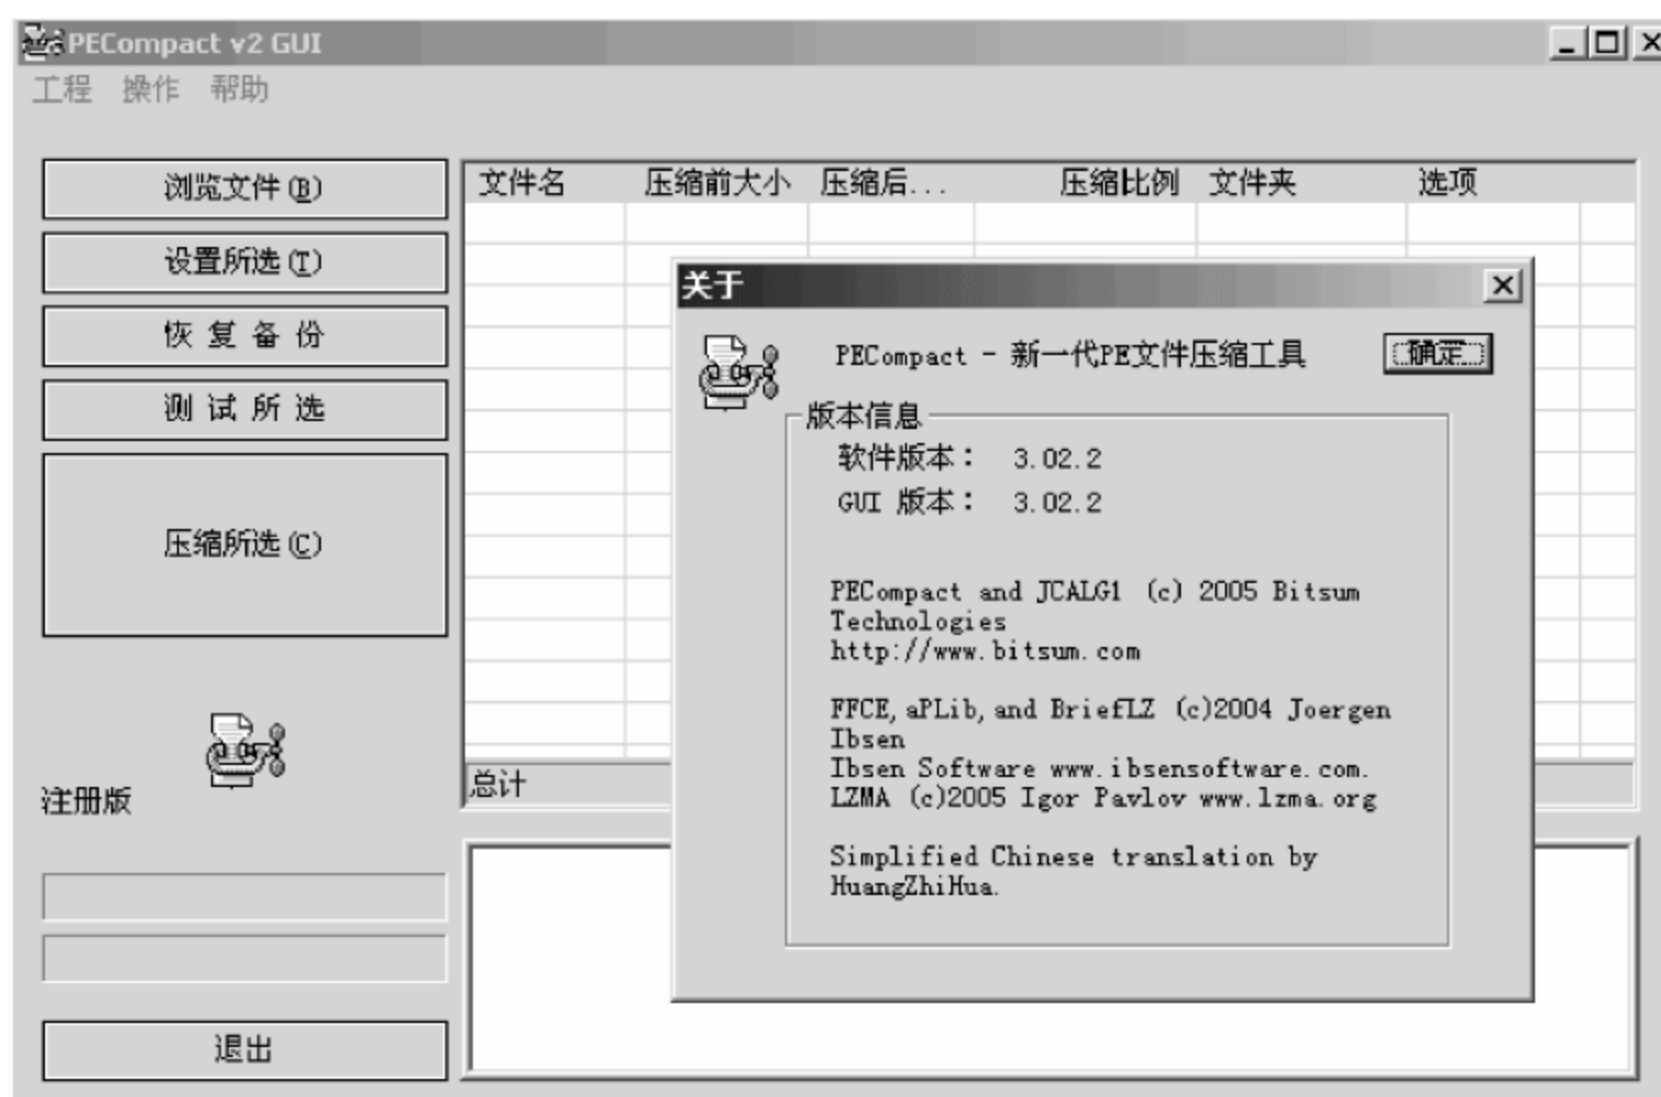 PECompact v2 GUI
工程 操作 帮助
浏览文件(B)
设置所选(T)
恢复备份
测试所选
压缩所选(C)
注册版
退出
文件名 压缩前大小 压缩后... 压缩比例 文件夹 选项
总计
关于
PECompact - 新一代PE文件压缩工具
确定
版本信息
软件版本： 3.02.2
GUI 版本： 3.02.2
PECompact and JCALG1 (c) 2005 Bitsum
Technologies
http://www.bitsum.com
FFCE,aPLib,and BriefLZ (c)2004 Joergen
Ibsen
Ibsen Software www.ibsensoftware.com.
LZMA (c)2005 Igor Pavlov www.lzma.org
Simplified Chinese translation by
HuangZhiHua.